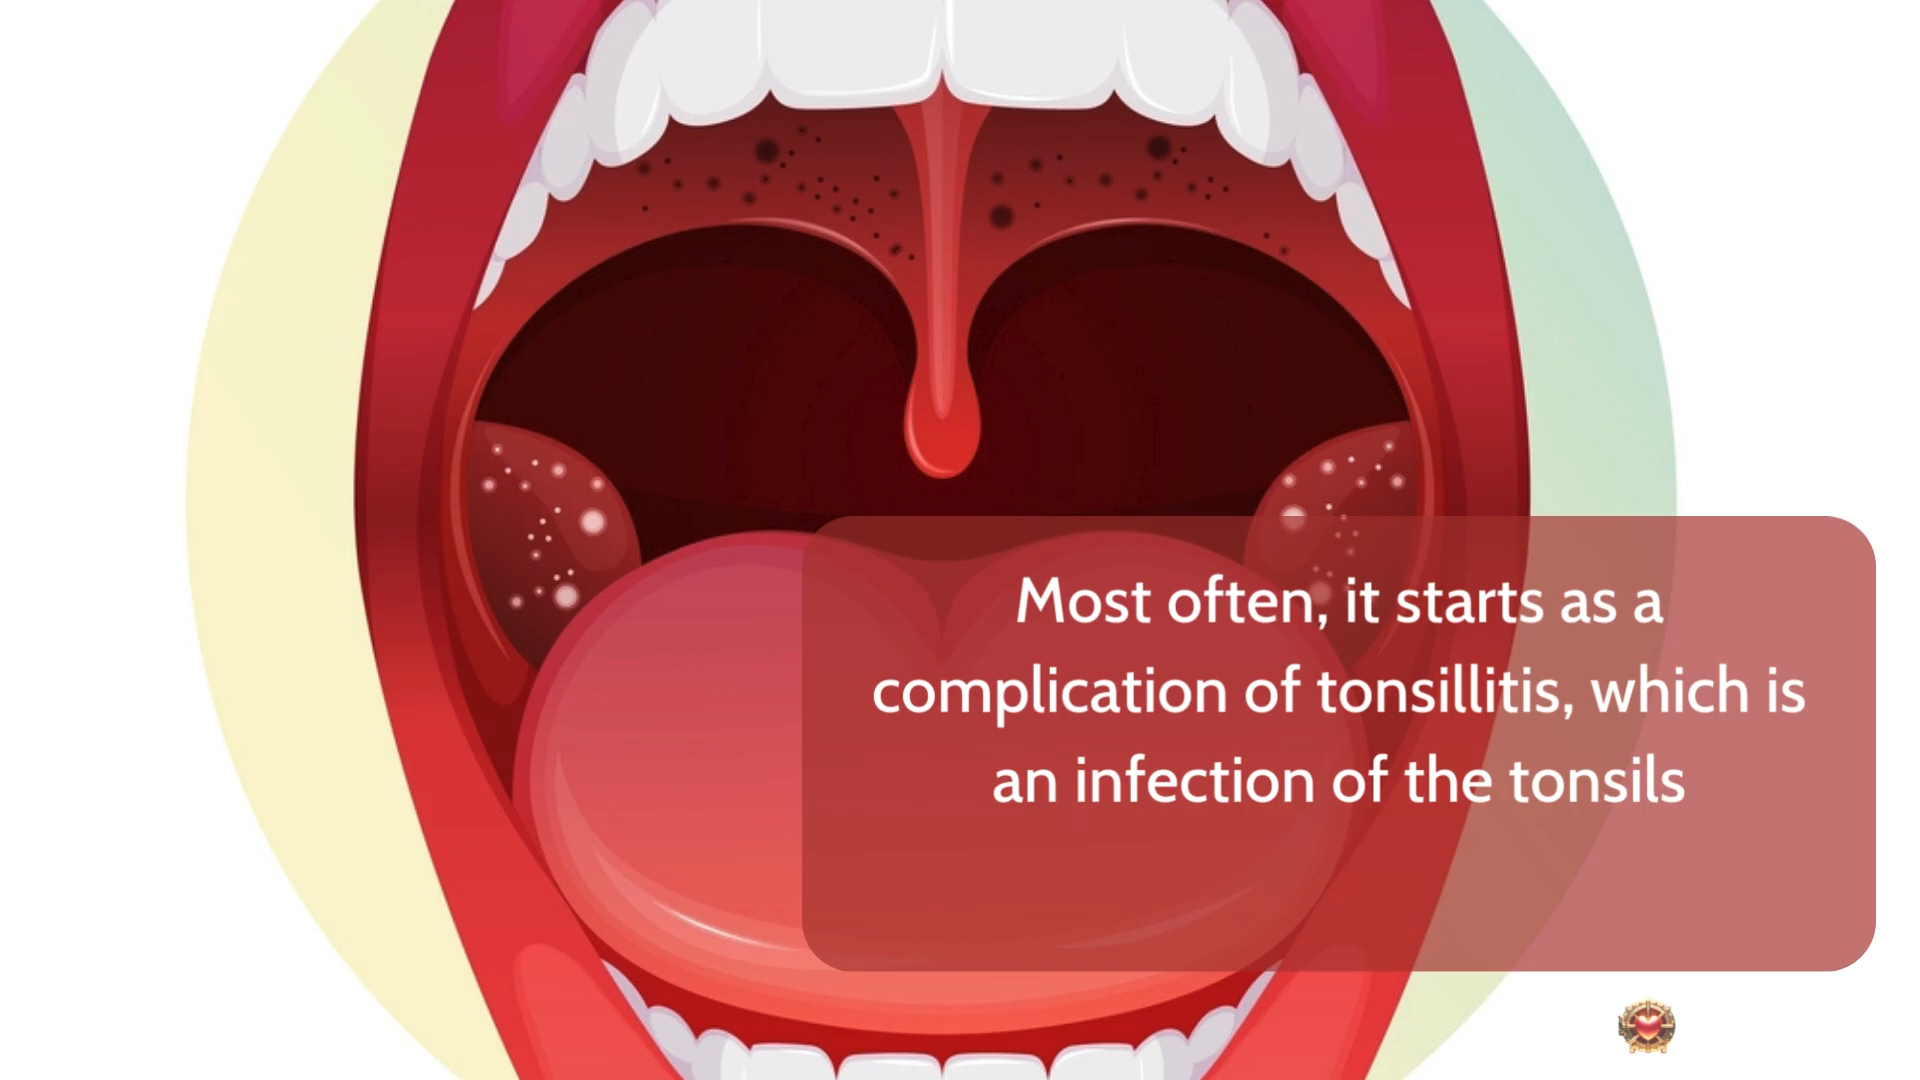 Most often, it starts as a
complication of tonsillitis, which is
an infection of the tonsils